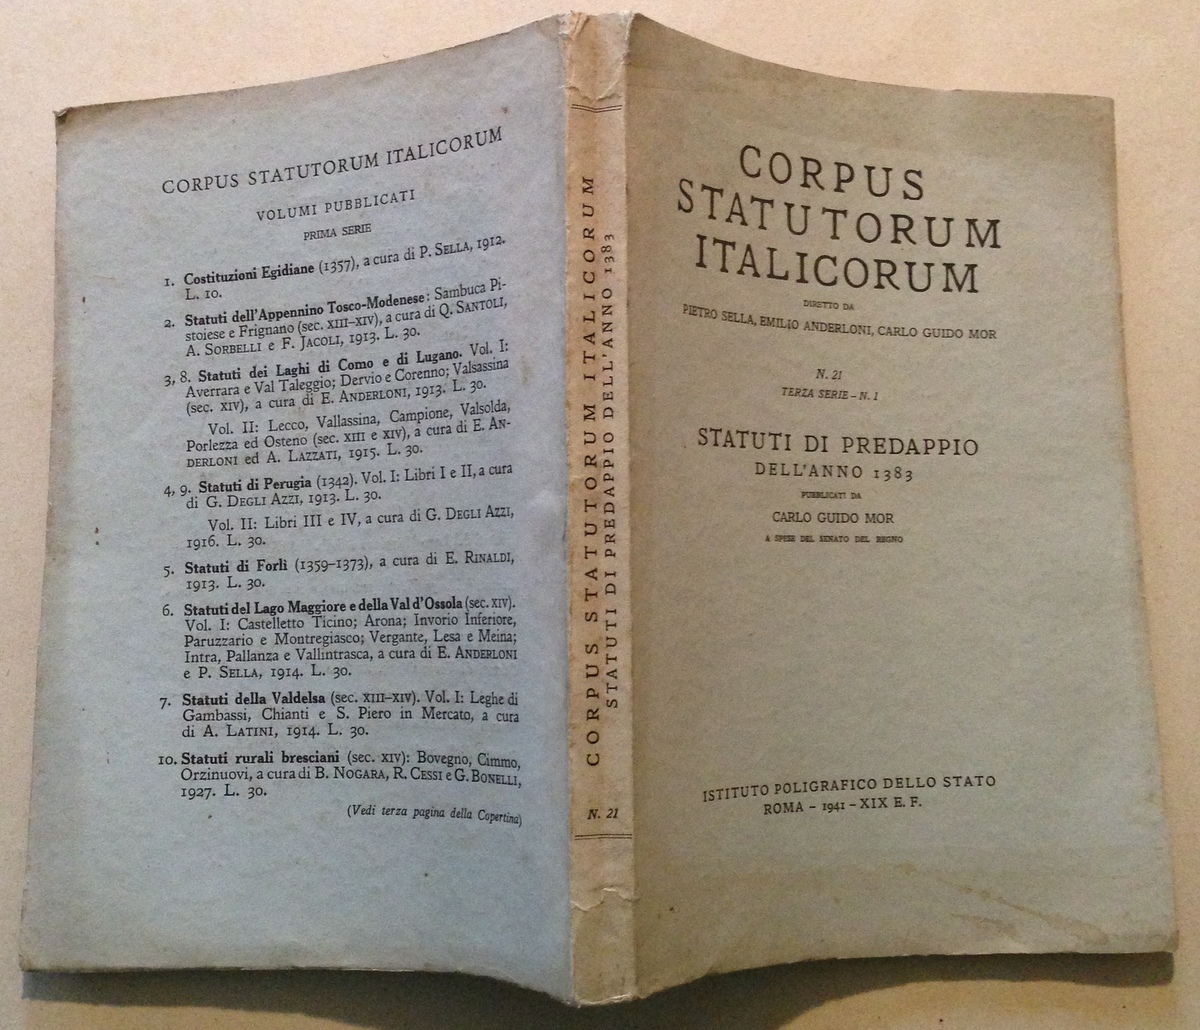 CORPUS STATUTORUM ITALICORUM
VOLUMI PUBBLICATI
PRIMA SERIE
1. Costituzioni Egidiane (1357), a cura di P. SELLA, 1912.
L. 10.
2. Statuti dell'Appennino Tosco-Modenese: Sambuca Pi-
stoiese e Frignano (sec. XIII-XIV), a cura di Q. SANTOLI,
A. SORBELLI e F. JACOLI, 1913. L. 30.
3, 8. Statuti dei Laghi di Como e di Lugano. Vol. I:
Averrara e Val Taleggio; Dervio e Corenno; Valsassina
(sec. XIV), a cura di E. ANDERLONI, 1913. L. 30.
Vol. II: Lecco, Vallassina, Campione, Valsolda,
Porlezza ed Osteno (sec. XIII e XIV), a cura di E. AN-
DERLONI ed A. LAZZATI, 1915. L. 30.
4, 9. Statuti di Perugia (1342). Vol. I: Libri I e II, a cura
di G. DEGLI AZZI, 1913. L. 30.
Vol. II: Libri III e IV, a cura di G. DEGLI AZZI,
1916. L. 30.
5. Statuti di Forlì (1359-1373), a cura di E. RINALDI,
1913. L. 30.
6. Statuti del Lago Maggiore e della Val d'Ossola (sec. XIV).
Vol. I: Castelletto Ticino; Arona; Invorio Inferiore,
Paruzzario e Montregiasco; Vergante, Lesa e Meina;
Intra, Pallanza e Vallintrasca, a cura di E. ANDERLONI
e P. SELLA, 1914. L. 30.
7. Statuti della Valdelsa (sec. XIII-XIV). Vol. I: Leghe di
Gambassi, Chianti e S. Piero in Mercato, a cura
di A. LATINI, 1914. L. 30.
10. Statuti rurali bresciani (sec. XIV): Bovegno, Cimmo,
Orzinuovi, a cura di B. NOGARA, R. CESSI e G. BONELLI,
1927. L. 30.
(Vedi terza pagina della Copertina)
CORPUS STATUTORUM ITALICORUM
STATUTI DI PREDAPPIO DELL'ANNO 1383
N. 21
CORPUS
STATUTORUM
ITALICORUM
DIRETTO DA
PIETRO SELLA, EMILIO ANDERLONI, CARLO GUIDO MOR
N. 21
TERZA SERIE - N. 1
STATUTI DI PREDAPPIO
DELL'ANNO 1383
PUBBLICATI DA
CARLO GUIDO MOR
A SPESE DEL SENATO DEL REGNO
ISTITUTO POLIGRAFICO DELLO STATO
ROMA - 1941 - XIX E. F.